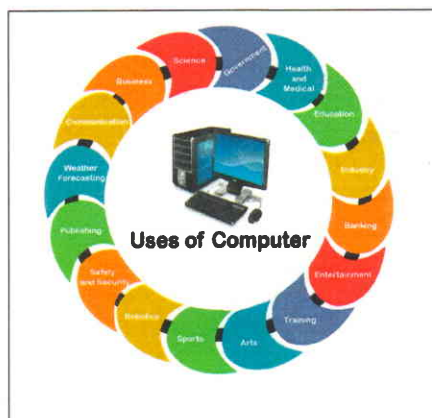 Science
Government
Health
and
Medical
Education
Industry
Banking
Entertainment
Training
Arts
Sports
Robotics
Safety
and Security
Publishing
Weather
Forecasting
Communication
Business
Uses of Computer